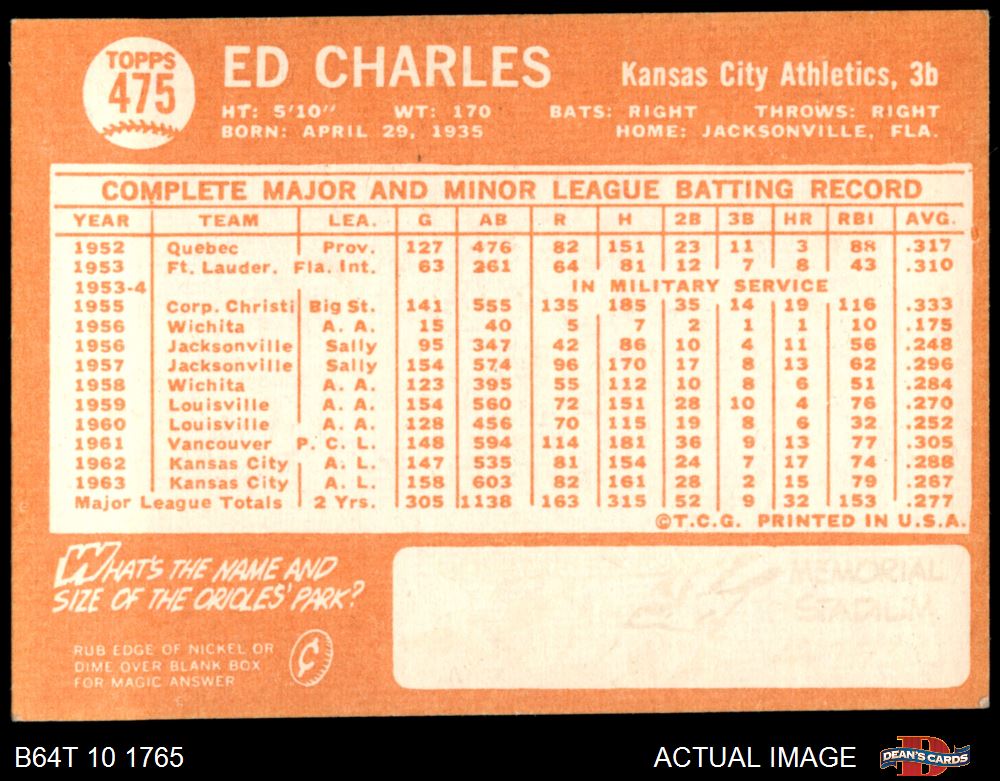 TOPPS
475
ED CHARLES
Kansas City Athletics, 3b
HT: 5'10" WT: 170 BATS: RIGHT THROWS: RIGHT
BORN: APRIL 29, 1935 HOME: JACKSONVILLE, FLA.
COMPLETE MAJOR AND MINOR LEAGUE BATTING RECORD
YEAR TEAM LEA. G AB R H 2B 3B HR RBI AVG.
1952 Quebec Prov. 127 476 82 151 23 11 3 88 .317
1953 Ft. Lauder. Fla. Int. 63 261 64 81 12 7 8 43 .310
1953-4 IN MILITARY SERVICE
1955 Corp. Christi Big St. 141 555 135 185 35 14 19 116 .333
1956 Wichita A. A. 15 40 5 7 2 1 1 10 .175
1956 Jacksonville Sally 95 347 42 86 10 4 11 56 .248
1957 Jacksonville Sally 154 574 96 170 17 8 13 62 .296
1958 Wichita A. A. 123 395 55 112 10 8 6 51 .284
1959 Louisville A. A. 154 560 72 151 28 10 4 76 .270
1960 Louisville A. A. 128 456 70 115 19 8 6 32 .252
1961 Vancouver P. C. L. 148 594 114 181 36 9 13 77 .305
1962 Kansas City A. L. 147 535 81 154 24 7 17 74 .288
1963 Kansas City A. L. 158 603 82 161 28 2 15 79 .267
Major League Totals 2 Yrs. 305 1138 163 315 52 9 32 153 .277
©T.C.G. PRINTED IN U.S.A.
WHAT'S THE NAME AND
SIZE OF THE ORIOLES' PARK?
RUB EDGE OF NICKEL OR
DIME OVER BLANK BOX
FOR MAGIC ANSWER
¢
MEMORIAL
STADIUM
B64T 10 1765
ACTUAL IMAGE
DEAN'S CARDS